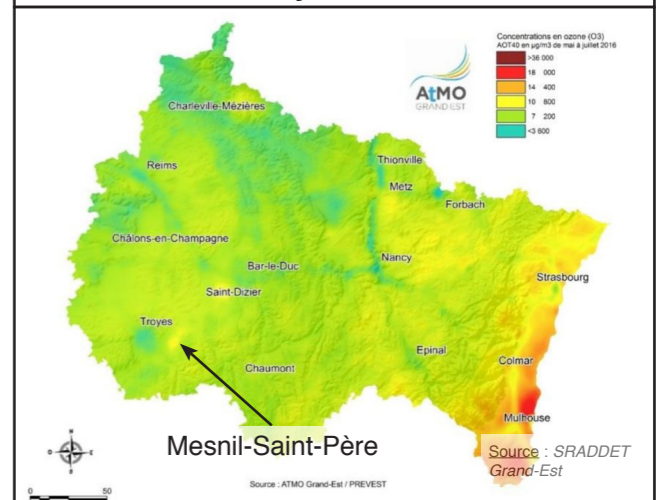 Concentrations en ozone (O3)
AOT40 en µg/m3 de mai à juillet 2016
>36 000
18 000
14 400
10 800
7 200
<3 600
AtMO
GRAND EST
Charleville-Mézières
Thionville
Reims
Metz
Forbach
Châlons-en-Champagne
Nancy
Bar-le-Duc
Strasbourg
Saint-Dizier
Troyes
Epinal
Colmar
Chaumont
Mulhouse
Mesnil-Saint-Père
Source : SRADDET
Grand-Est
N
O
E
S
0 50
Source : ATMO Grand-Est / PREVEST